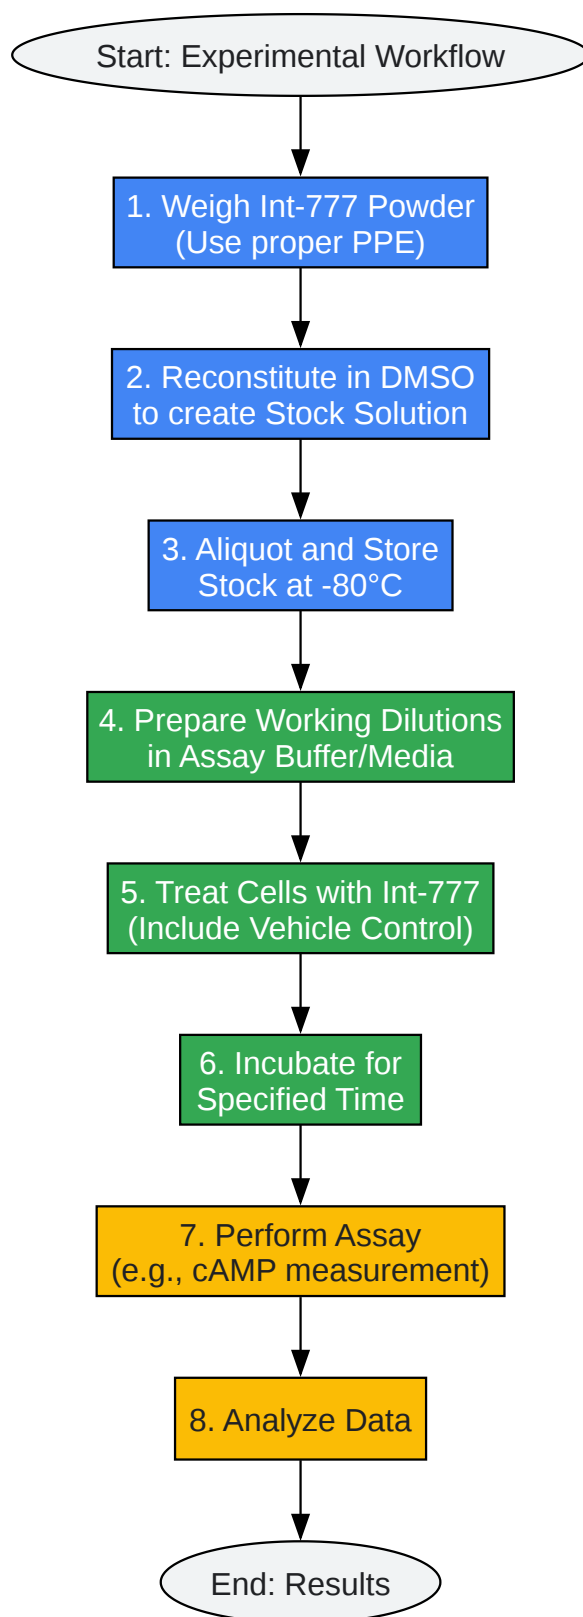 Start: Experimental Workflow
1. Weigh Int-777 Powder
(Use proper PPE)
2. Reconstitute in DMSO
to create Stock Solution
3. Aliquot and Store
Stock at -80°C
4. Prepare Working Dilutions
in Assay Buffer/Media
5. Treat Cells with Int-777
(Include Vehicle Control)
6. Incubate for
Specified Time
7. Perform Assay
(e.g., cAMP measurement)
8. Analyze Data
End: Results